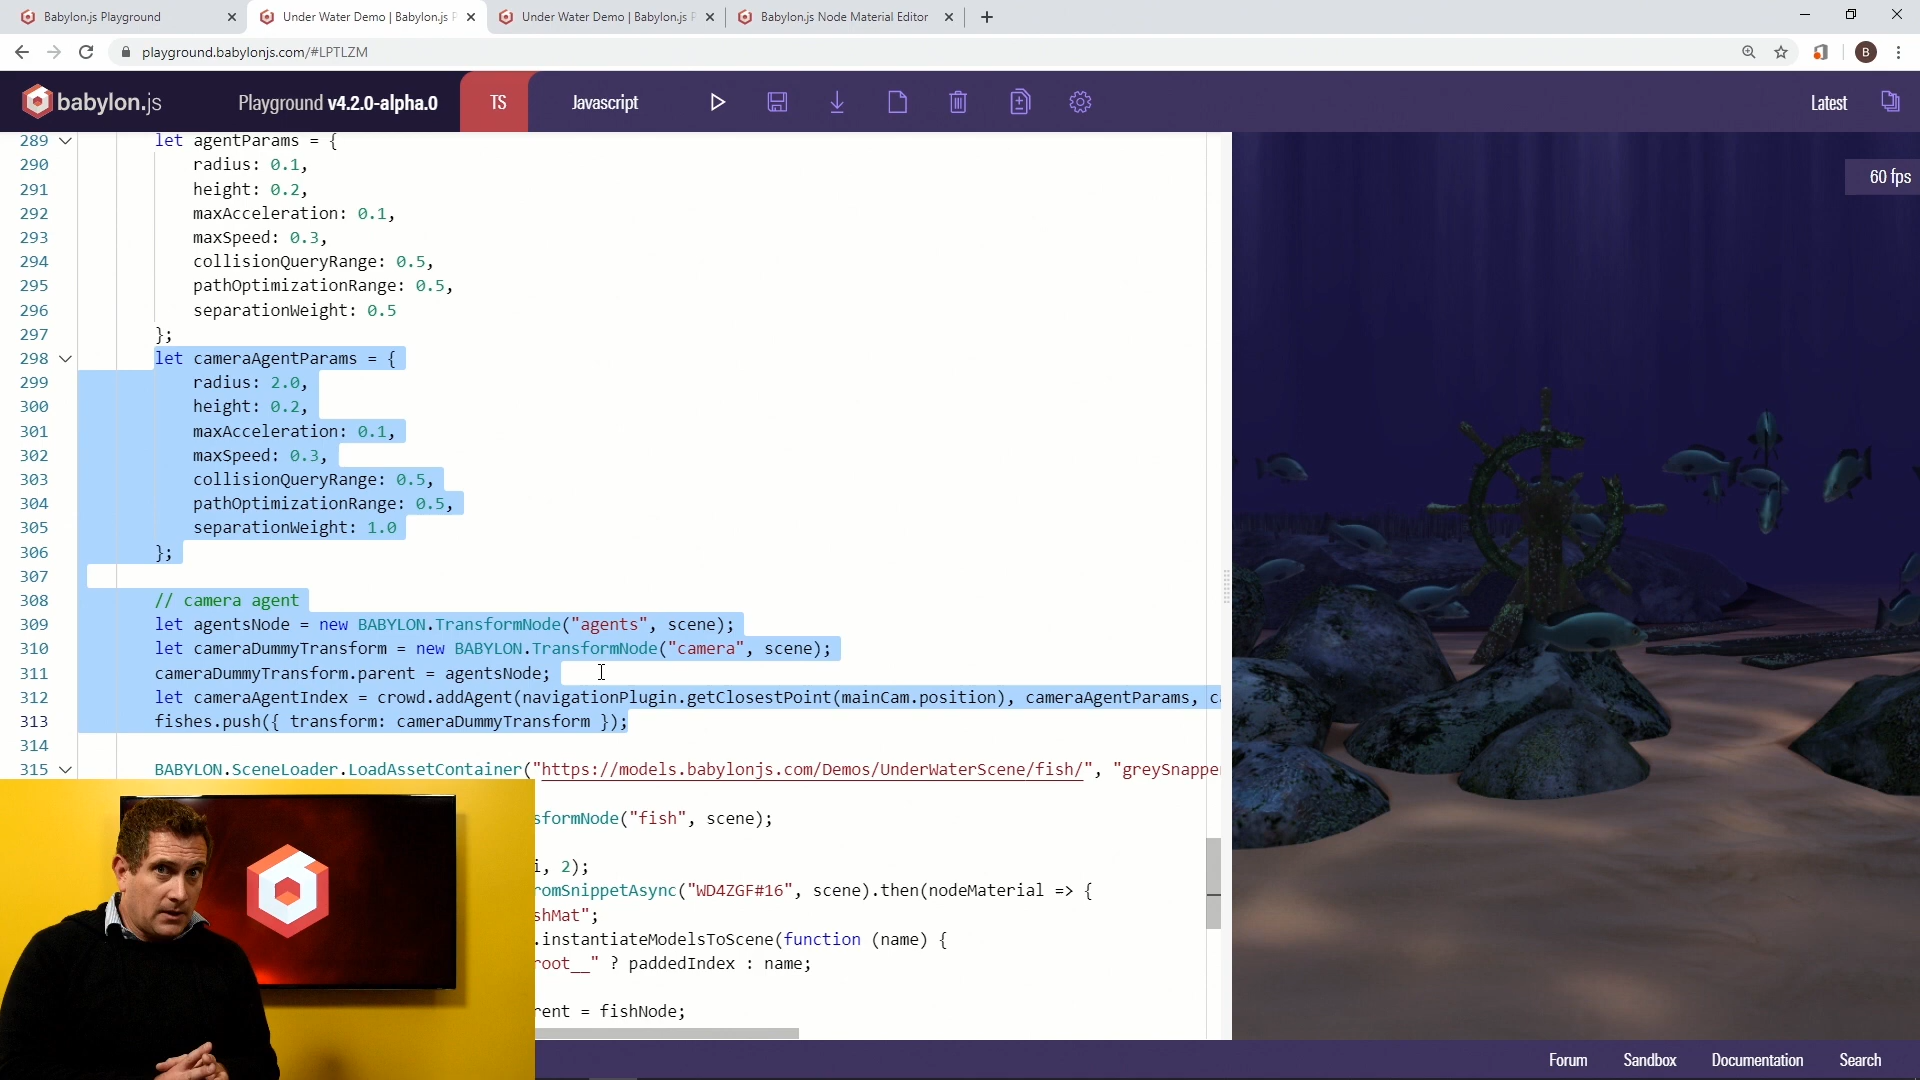 Babylon.js Playground
Under Water Demo | Babylon.js
Under Water Demo | Babylon.js
Babylon.js Node Material Editor
playground.babylonjs.com/#LPTLZM
B
babylon.js
Playground v4.2.0-alpha.0
TS
Javascript
Latest
60 fps
289 let agentParams = {
290 radius: 0.1,
291 height: 0.2,
292 maxAcceleration: 0.1,
293 maxSpeed: 0.3,
294 collisionQueryRange: 0.5,
295 pathOptimizationRange: 0.5,
296 separationWeight: 0.5
297 };
298 let cameraAgentParams = {
299 radius: 2.0,
300 height: 0.2,
301 maxAcceleration: 0.1,
302 maxSpeed: 0.3,
303 collisionQueryRange: 0.5,
304 pathOptimizationRange: 0.5,
305 separationWeight: 1.0
306 };
307
308 // camera agent
309 let agentsNode = new BABYLON.TransformNode("agents", scene);
310 let cameraDummyTransform = new BABYLON.TransformNode("camera", scene);
311 cameraDummyTransform.parent = agentsNode;
312 let cameraAgentIndex = crowd.addAgent(navigationPlugin.getClosestPoint(mainCam.position), cameraAgentParams,
313 fishes.push({ transform: cameraDummyTransform });
314
315 BABYLON.SceneLoader.LoadAssetContainer("https://models.babylonjs.com/Demos/UnderWaterScene/fish/", "greySnapper
sformNode("fish", scene);
i, 2);
romSnippetAsync("WD4ZGF#16", scene).then(nodeMaterial => {
shMat";
.instantiateModelsToScene(function (name) {
root__" ? paddedIndex : name;
rent = fishNode;
Forum
Sandbox
Documentation
Search